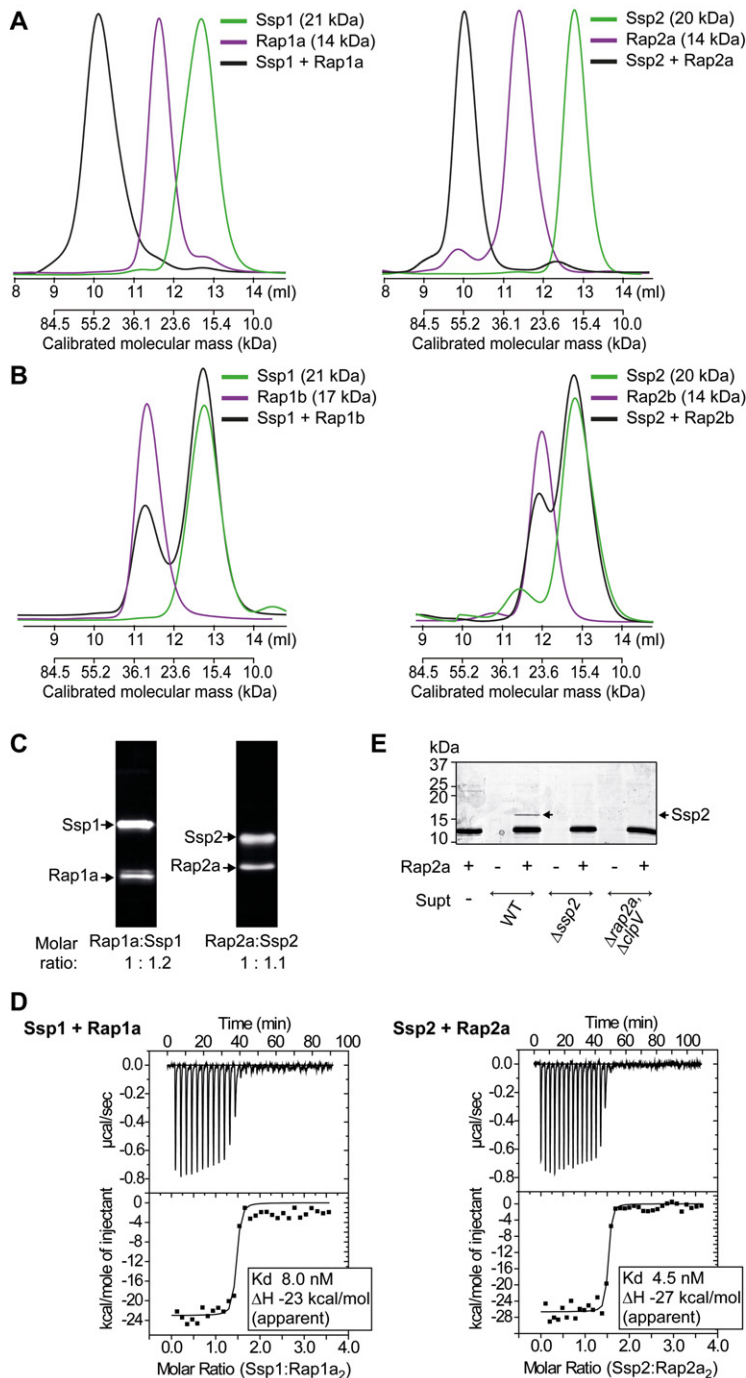 A
Ssp1 (21 kDa)
Rap1a (14 kDa)
Ssp1 + Rap1a
8 9 10 11 12 13 14 (ml)
84.5 55.2 36.1 23.6 15.4 10.0
Calibrated molecular mass (kDa)
Ssp2 (20 kDa)
Rap2a (14 kDa)
Ssp2 + Rap2a
9 10 11 12 13 14 (ml)
84.5 55.2 36.1 23.6 15.4 10.0
Calibrated molecular mass (kDa)
B
Ssp1 (21 kDa)
Rap1b (17 kDa)
Ssp1 + Rap1b
9 10 11 12 13 14 (ml)
84.5 55.2 36.1 23.6 15.4 10.0
Calibrated molecular mass (kDa)
Ssp2 (20 kDa)
Rap2b (14 kDa)
Ssp2 + Rap2b
9 10 11 12 13 14 (ml)
84.5 55.2 36.1 23.6 15.4 10.0
Calibrated molecular mass (kDa)
C
Ssp1
Rap1a
Ssp2
Rap2a
Molar ratio:
Rap1a:Ssp1
1 : 1.2
Rap2a:Ssp2
1 : 1.1
E
kDa
37
25
20
15
10
Ssp2
Rap2a + - + - + - +
Supt - WT Δssp2 Δrap2a, ΔclpV
D
Ssp1 + Rap1a
Time (min)
0 20 40 60 80 100
µcal/sec
0.0
-0.2
-0.4
-0.6
-0.8
kcal/mole of injectant
0
-4
-8
-12
-16
-20
-24
Kd 8.0 nM
ΔH -23 kcal/mol
(apparent)
0.0 1.0 2.0 3.0 4.0
Molar Ratio (Ssp1:Rap1a₂)
Ssp2 + Rap2a
Time (min)
0 20 40 60 80 100
µcal/sec
0.0
-0.2
-0.4
-0.6
-0.8
kcal/mole of injectant
0
-4
-8
-12
-16
-20
-24
-28
Kd 4.5 nM
ΔH -27 kcal/mol
(apparent)
0.0 1.0 2.0 3.0 4.0
Molar Ratio (Ssp2:Rap2a₂)